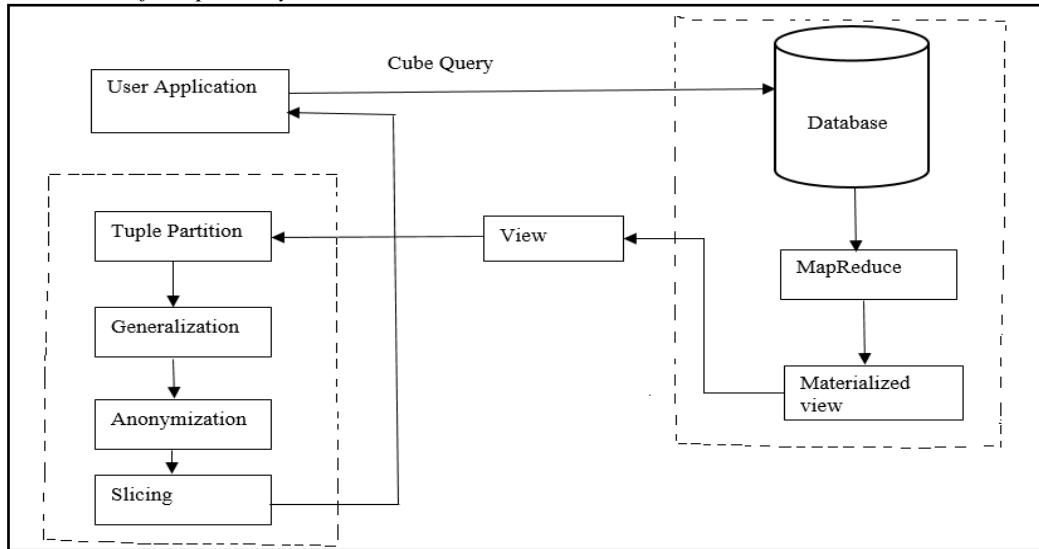 Cube Query
User Application
Database
Tuple Partition
View
MapReduce
Generalization
Materialized
view
Anonymization
Slicing